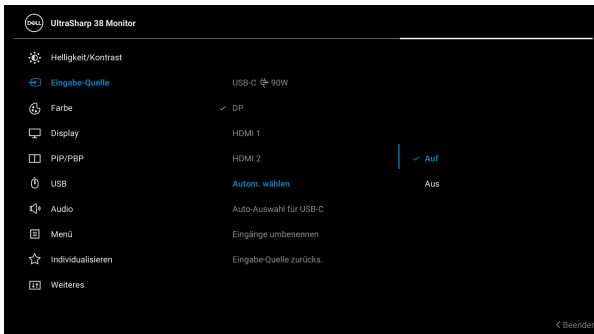 DELL UltraSharp 38 Monitor
Helligkeit/Kontrast
Eingabe-Quelle USB-C 90W
Farbe DP
Display HDMI 1
PIP/PBP HDMI 2 Auf
USB Autom. wählen Aus
Audio Auto-Auswahl für USB-C
Menü Eingänge umbenennen
Individualisieren Eingabe-Quelle zurücks.
Weiteres
Beenden